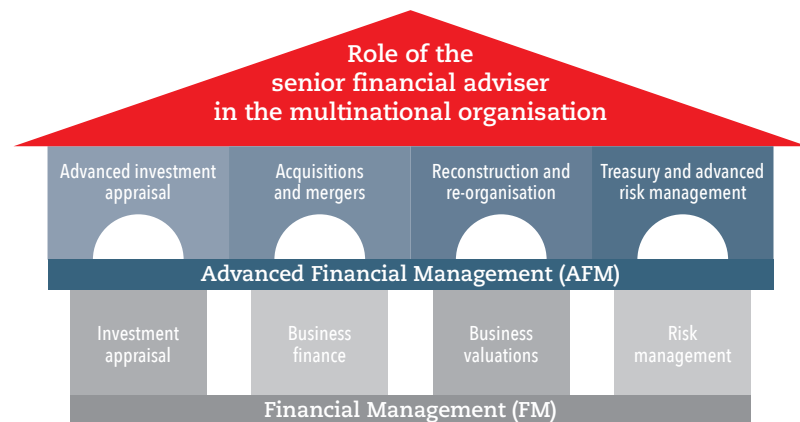 Role of the
senior financial adviser
in the multinational organisation
Advanced investment
appraisal
Acquisitions
and mergers
Reconstruction and
re-organisation
Treasury and advanced
risk management
Advanced Financial Management (AFM)
Investment
appraisal
Business
finance
Business
valuations
Risk
management
Financial Management (FM)